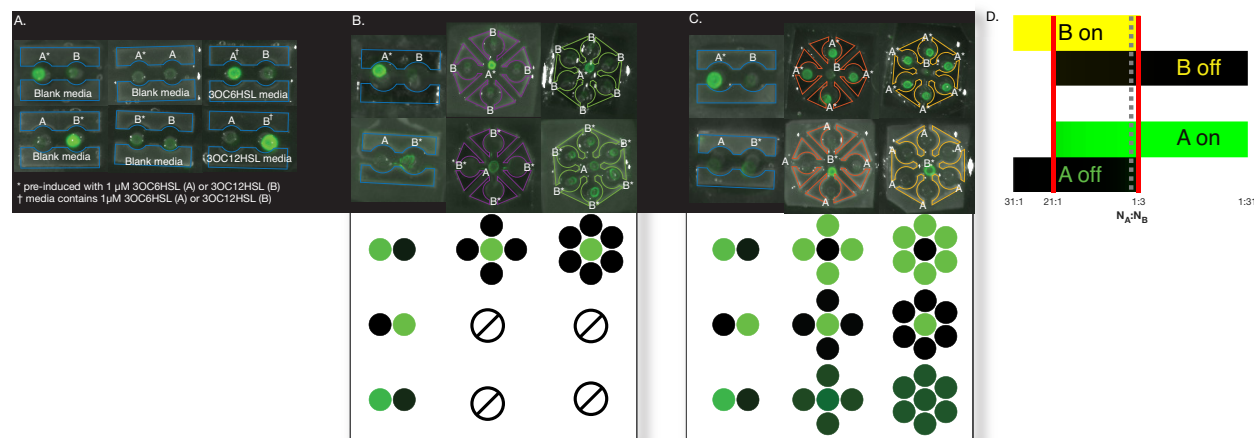 A.
A* B
Blank media
A* A
Blank media
A† B
3OC6HSL media
A B*
Blank media
B* B
Blank media
A B†
3OC12HSL media
* pre-induced with 1 µM 3OC6HSL (A) or 3OC12HSL (B)
† media contains 1µM 3OC6HSL (A) or 3OC12HSL (B)
B.
A* B
B
B B
A*
B
B
B B
A*
B B
B
A B*
B*
B* B*
A
B*
B*
B* B*
A
B* B*
B*
C.
A* B
A*
A* A*
B
A*
A*
A* A*
B
A* A*
A*
A B*
A
A A
B*
A
A
A A
B*
A A
A
D.
B on
B off
A on
A off
31:1 21:1 1:3 1:31
NA:NB